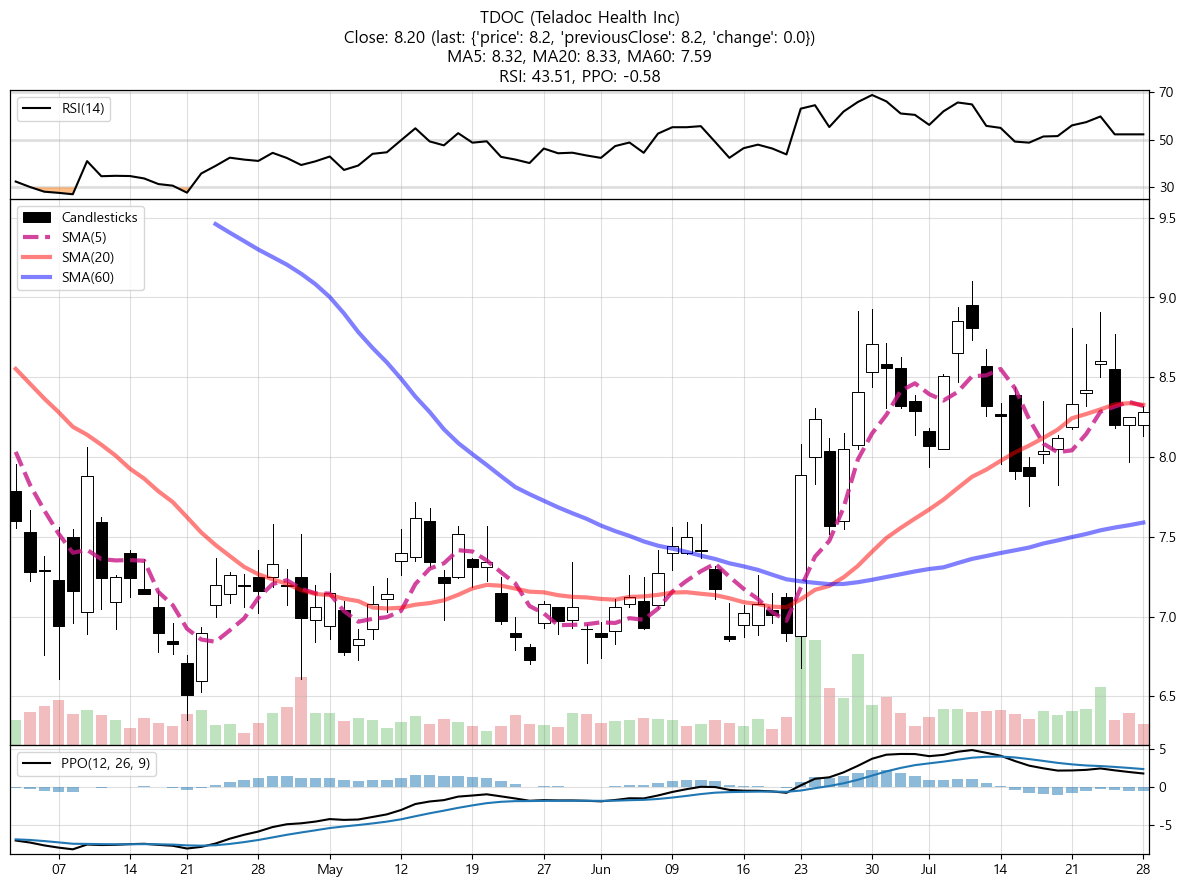 TDOC (Teladoc Health Inc)
Close: 8.20 (last: {'price': 8.2, 'previousClose': 8.2, 'change': 0.0})
MA5: 8.32, MA20: 8.33, MA60: 7.59
RSI: 43.51, PPO: -0.58
RSI(14)
70
50
30
Candlesticks
SMA(5)
SMA(20)
SMA(60)
9.5
9.0
8.5
8.0
7.5
7.0
6.5
PPO(12, 26, 9)
5
0
-5
07 14 21 28 May 12 19 27 Jun 09 16 23 30 Jul 14 21 28